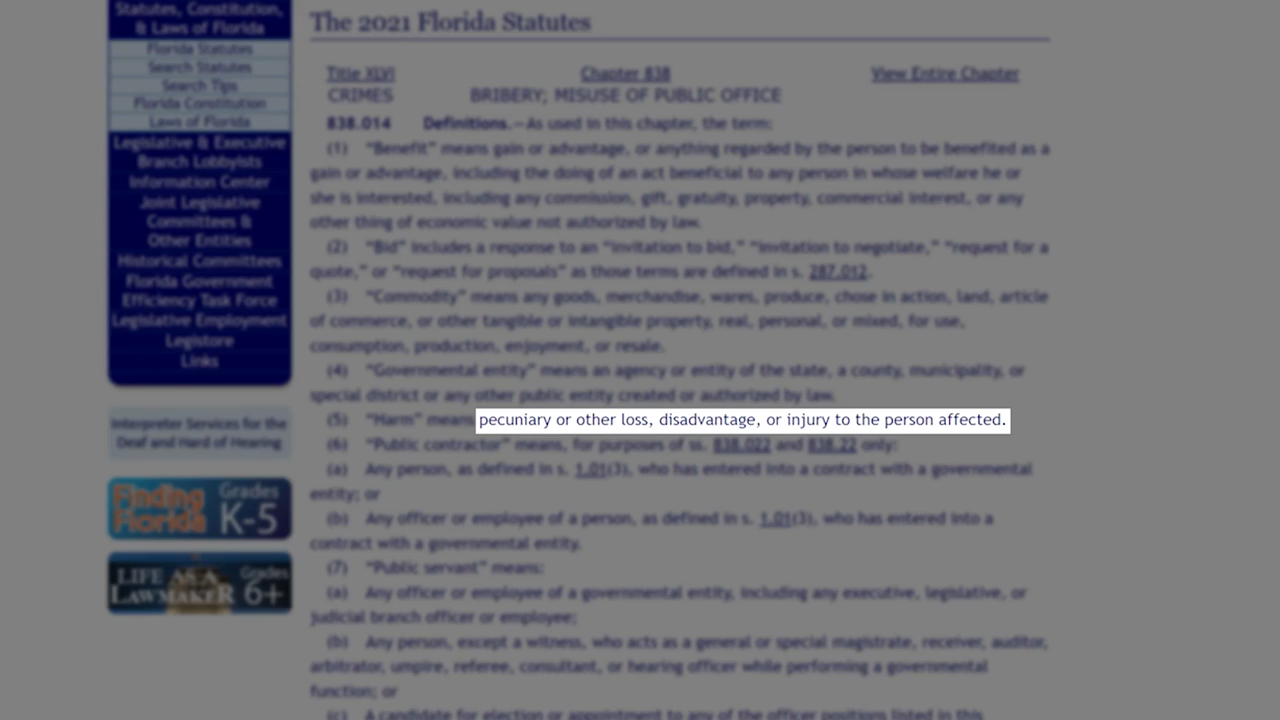 Statutes, Constitution,
& Laws of Florida
Florida Statutes
Search Statutes
Search Tips
Florida Constitution
Laws of Florida
Legislative & Executive
Branch Lobbyists
Information Center
Joint Legislative
Committees &
Other Entities
Historical Committees
Florida Government
Efficiency Task Force
Legislative Employment
Legistore
Links
Interpreter Services for the
Deaf and Hard of Hearing
Finding
Florida
Grades
K-5
LIFE AS A
LAWMAKER
Grades
6+
The 2021 Florida Statutes
Title XLVI Chapter 838 View Entire Chapter
CRIMES BRIBERY; MISUSE OF PUBLIC OFFICE
838.014 Definitions.—As used in this chapter, the term:
(1) “Benefit” means gain or advantage, or anything regarded by the person to be benefited as a
gain or advantage, including the doing of an act beneficial to any person in whose welfare he or
she is interested, including any commission, gift, gratuity, property, commercial interest, or any
other thing of economic value not authorized by law.
(2) “Bid” includes a response to an “invitation to bid,” “invitation to negotiate,” “request for a
quote,” or “request for proposals” as those terms are defined in s. 287.012.
(3) “Commodity” means any goods, merchandise, wares, produce, chose in action, land, article
of commerce, or other tangible or intangible property, real, personal, or mixed, for use,
consumption, production, enjoyment, or resale.
(4) “Governmental entity” means an agency or entity of the state, a county, municipality, or
special district or any other public entity created or authorized by law.
(5) “Harm” means pecuniary or other loss, disadvantage, or injury to the person affected.
(6) “Public contractor” means, for purposes of ss. 838.022 and 838.22 only:
(a) Any person, as defined in s. 1.01(3), who has entered into a contract with a governmental
entity; or
(b) Any officer or employee of a person, as defined in s. 1.01(3), who has entered into a
contract with a governmental entity.
(7) “Public servant” means:
(a) Any officer or employee of a governmental entity, including any executive, legislative, or
judicial branch officer or employee;
(b) Any person, except a witness, who acts as a general or special magistrate, receiver, auditor,
arbitrator, umpire, referee, consultant, or hearing officer while performing a governmental
function; or
(c) A candidate for election or appointment to any of the officer positions listed in this